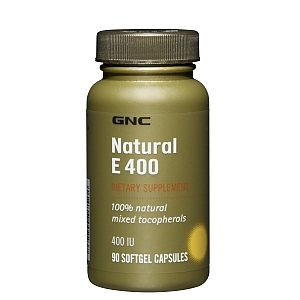 GNC
Natural
E 400
DIETARY SUPPLEMENT
100% natural
mixed tocopherols
400 IU
90 SOFTGEL CAPSULES